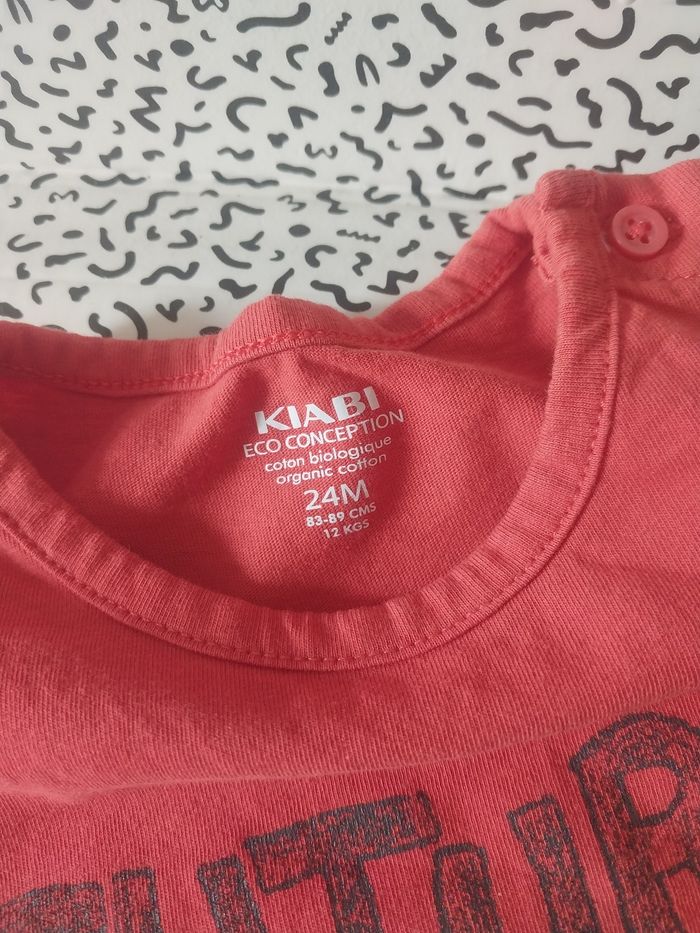 KIABI
ECO CONCEPTION
coton biologique
organic cotton
24M
83-89 CMS
12 KGS